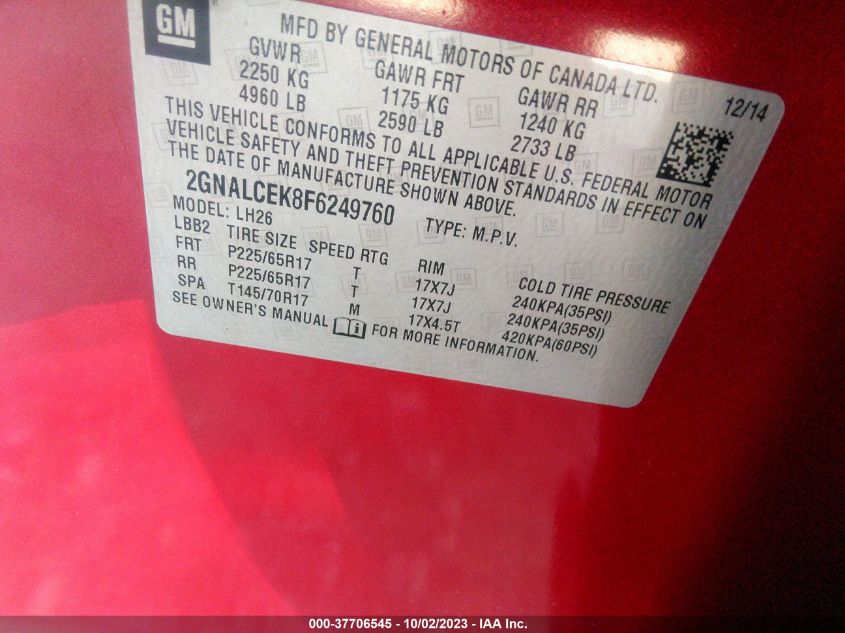 GM
MFD BY GENERAL MOTORS OF CANADA LTD.
GVWR GAWR FRT GAWR RR 12/14
2250 KG 1175 KG 1240 KG
4960 LB 2590 LB 2733 LB
THIS VEHICLE CONFORMS TO ALL APPLICABLE U.S. FEDERAL MOTOR
VEHICLE SAFETY AND THEFT PREVENTION STANDARDS IN EFFECT ON
THE DATE OF MANUFACTURE SHOWN ABOVE.
2GNALCEK8F6249760 TYPE: M.P.V.
MODEL: LH26
LBB2 TIRE SIZE SPEED RTG RIM COLD TIRE PRESSURE
FRT P225/65R17 T 17X7J 240KPA(35PSI)
RR P225/65R17 T 17X7J 240KPA(35PSI)
SPA T145/70R17 M 17X4.5T 420KPA(60PSI)
SEE OWNER'S MANUAL FOR MORE INFORMATION.
000-37706545 - 10/02/2023 - IAA Inc.